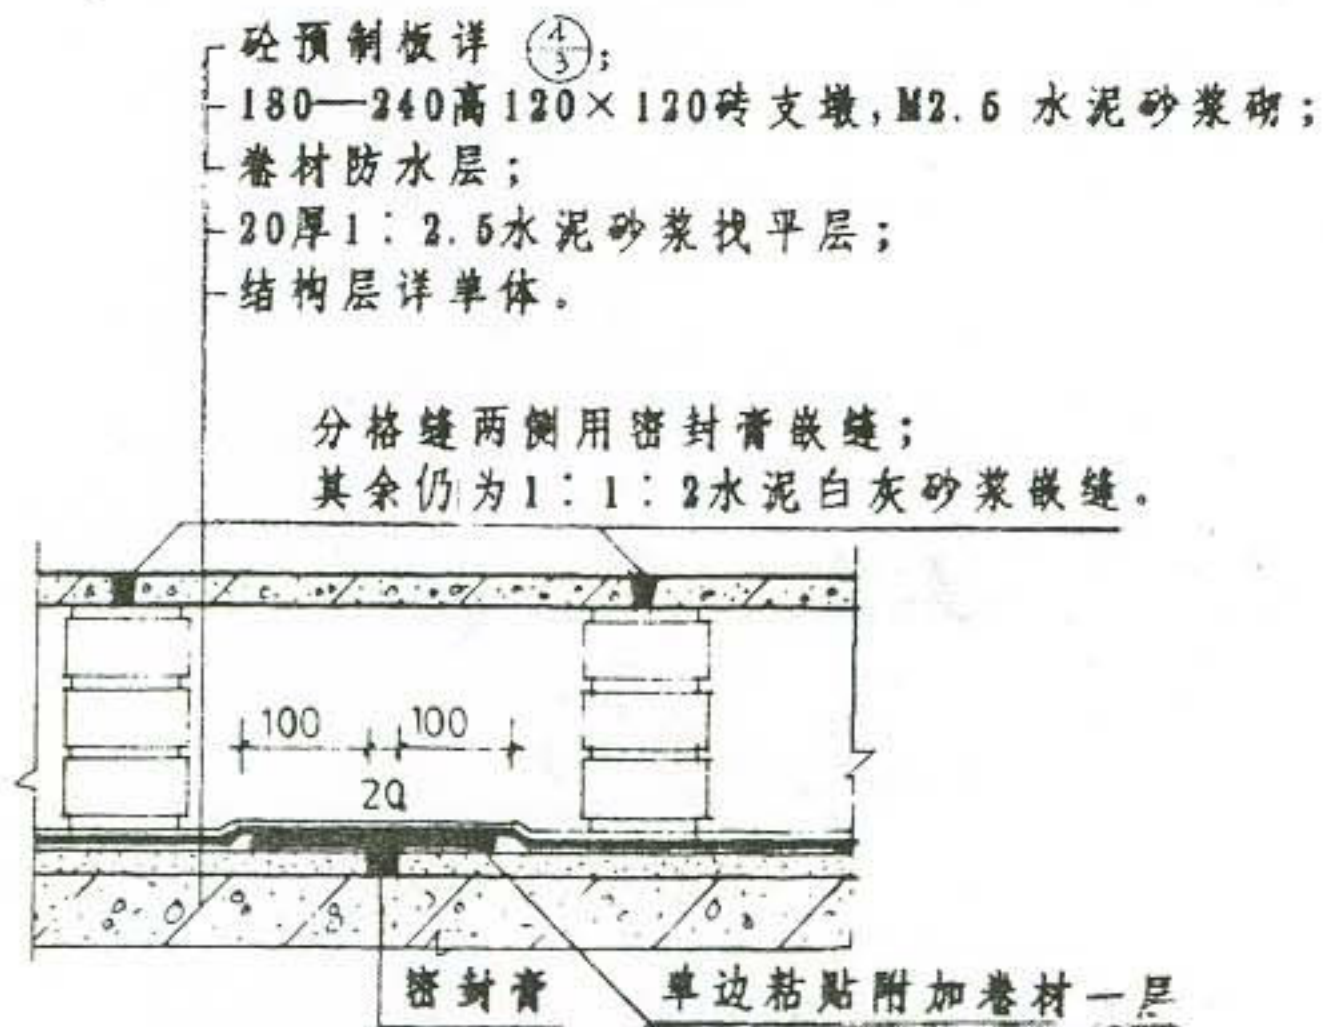 砼预制板详 1/3；
180—240高120×120砖支墩，M2.5 水泥砂浆砌；
卷材防水层；
20厚1：2.5水泥砂浆找平层；
结构层详单体。
分格缝两侧用密封膏嵌缝；
其余仍为1：1：2水泥白灰砂浆嵌缝。
100 100
20
密封膏 单边粘贴附加卷材一层